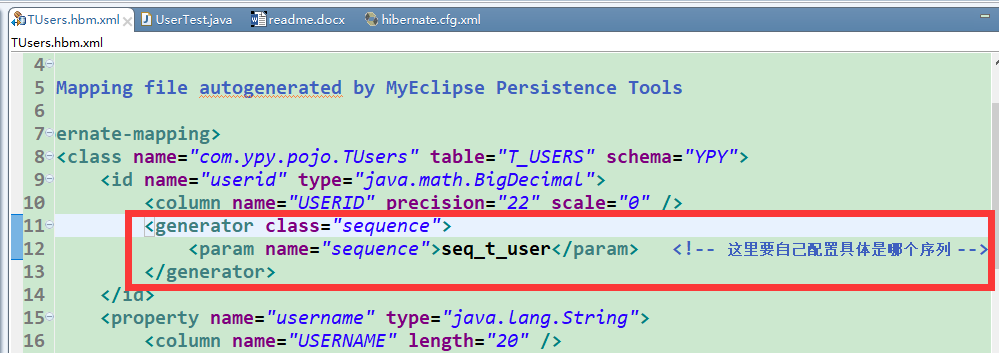 TUsers.hbm.xml UserTest.java readme.docx hibernate.cfg.xml
TUsers.hbm.xml
4
5 Mapping file autogenerated by MyEclipse Persistence Tools
6
7 ernate-mapping>
8 <class name="com.ypy.pojo.TUsers" table="T_USERS" schema="YPY">
9 <id name="userid" type="java.math.BigDecimal">
10 <column name="USERID" precision="22" scale="0" />
11 <generator class="sequence">
12 <param name="sequence">seq_t_user</param> <!-- 这里要自己配置具体是哪个序列 -->
13 </generator>
14 </id>
15 <property name="username" type="java.lang.String">
16 <column name="USERNAME" length="20" />